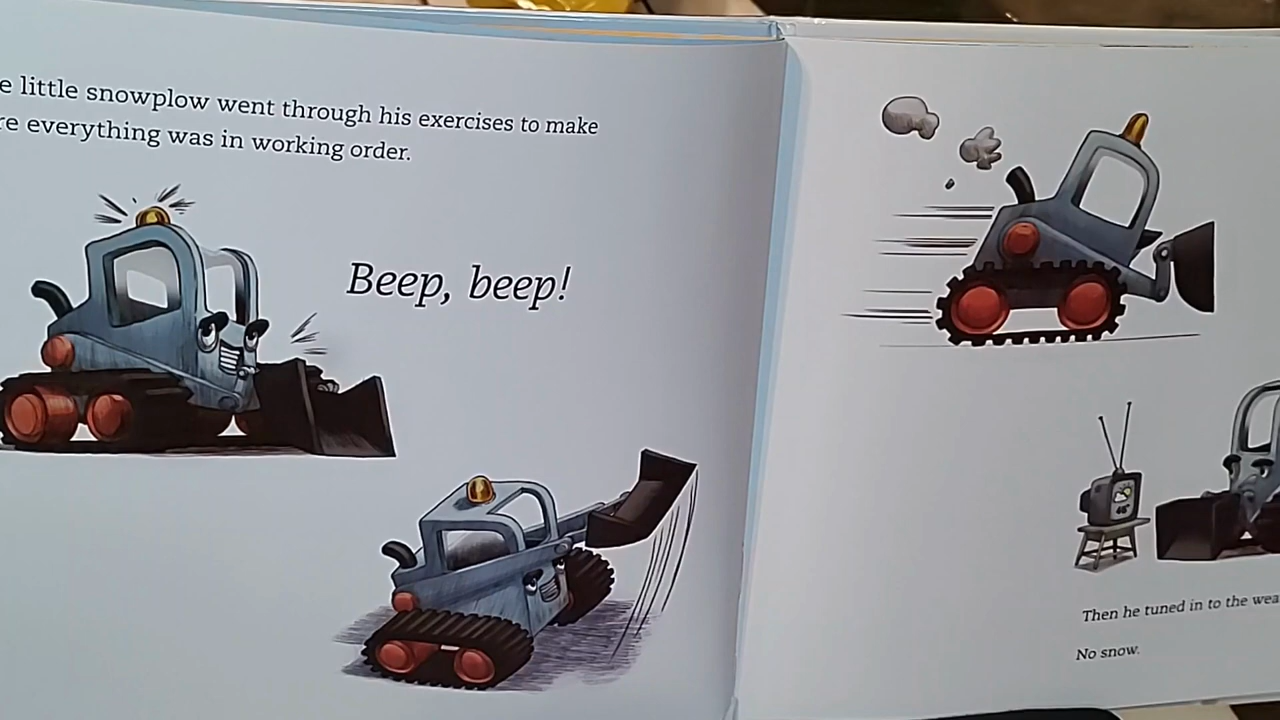 little snowplow went through his exercises to make
everything was in working order.
Beep, beep!
46°
Then he tuned in to the
No snow.